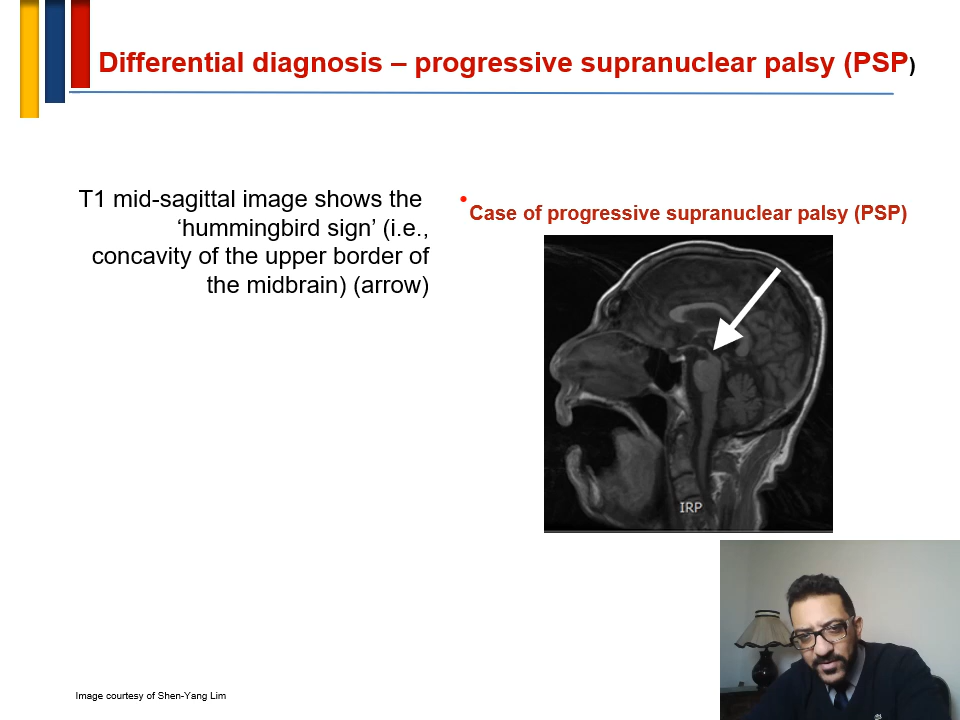 Differential diagnosis – progressive supranuclear palsy (PSP)
T1 mid-sagittal image shows the
‘hummingbird sign’ (i.e.,
concavity of the upper border of
the midbrain) (arrow)
• Case of progressive supranuclear palsy (PSP)
IRP
Image courtesy of Shen-Yang Lim